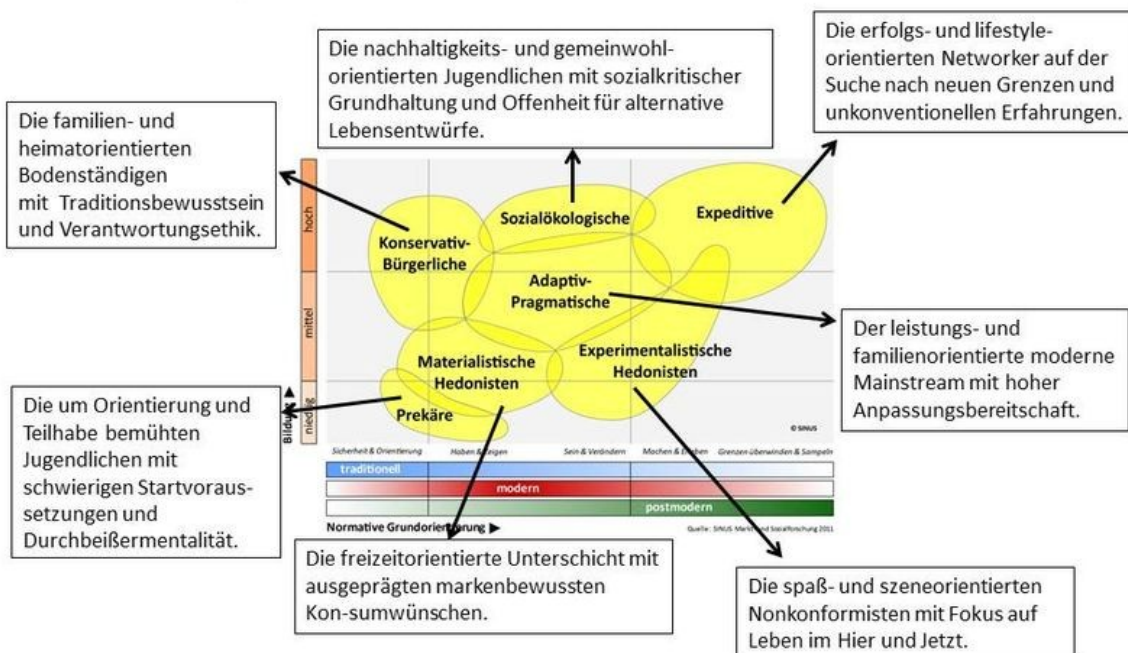 Die nachhaltigkeits- und gemeinwohl-
orientierten Jugendlichen mit sozialkritischer
Grundhaltung und Offenheit für alternative
Lebensentwürfe.
Die erfolgs- und lifestyle-
orientierten Networker auf der
Suche nach neuen Grenzen und
unkonventionellen Erfahrungen.
Die familien- und
heimatorientierten
Bodenständigen
mit Traditionsbewusstsein
und Verantwortungsethik.
hoch
mittel
niedrig
Bildung ▶
Sozialökologische
Expeditive
Konservativ-
Bürgerliche
Adaptiv-
Pragmatische
Materialistische
Hedonisten
Experimentalistische
Hedonisten
Prekäre
© SINUS
Der leistungs- und
familienorientierte moderne
Mainstream mit hoher
Anpassungsbereitschaft.
Die um Orientierung und
Teilhabe bemühten
Jugendlichen mit
schwierigen Startvoraus-
setzungen und
Durchbeißermentalität.
Sicherheit & Orientierung
Haben & Zeigen
Sein & Verändern
Machen & Erleben
Grenzen überwinden & Sampeln
traditionell
modern
postmodern
Normative Grundorientierung ▶
Quelle: SINUS Markt- und Sozialforschung 2011
Die freizeitorientierte Unterschicht mit
ausgeprägten markenbewussten
Kon-sumwünschen.
Die spaß- und szeneorientierten
Nonkonformisten mit Fokus auf
Leben im Hier und Jetzt.